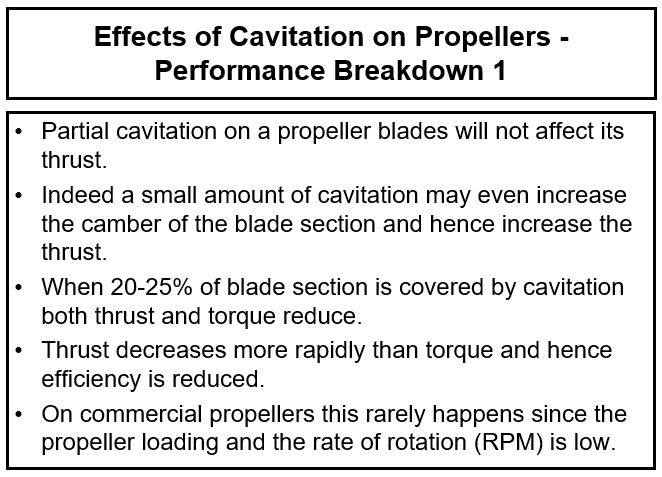 Effects of Cavitation on Propellers -
Performance Breakdown 1
• Partial cavitation on a propeller blades will not affect its
thrust.
• Indeed a small amount of cavitation may even increase
the camber of the blade section and hence increase the
thrust.
• When 20-25% of blade section is covered by cavitation
both thrust and torque reduce.
• Thrust decreases more rapidly than torque and hence
efficiency is reduced.
• On commercial propellers this rarely happens since the
propeller loading and the rate of rotation (RPM) is low.